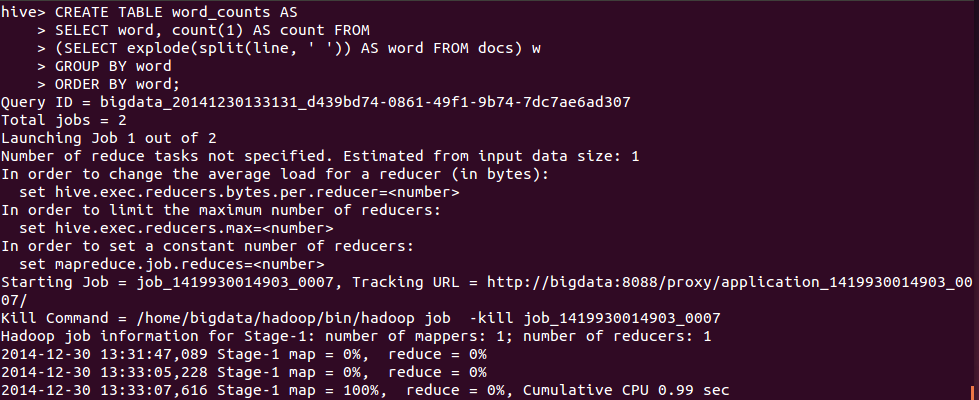 hive> CREATE TABLE word_counts AS
    > SELECT word, count(1) AS count FROM
    > (SELECT explode(split(line, ' ')) AS word FROM docs) w
    > GROUP BY word
    > ORDER BY word;
Query ID = bigdata_20141230133131_d439bd74-0861-49f1-9b74-7dc7ae6ad307
Total jobs = 2
Launching Job 1 out of 2
Number of reduce tasks not specified. Estimated from input data size: 1
In order to change the average load for a reducer (in bytes):
  set hive.exec.reducers.bytes.per.reducer=<number>
In order to limit the maximum number of reducers:
  set hive.exec.reducers.max=<number>
In order to set a constant number of reducers:
  set mapreduce.job.reduces=<number>
Starting Job = job_1419930014903_0007, Tracking URL = http://bigdata:8088/proxy/application_1419930014903_00
07/
Kill Command = /home/bigdata/hadoop/bin/hadoop job  -kill job_1419930014903_0007
Hadoop job information for Stage-1: number of mappers: 1; number of reducers: 1
2014-12-30 13:31:47,089 Stage-1 map = 0%,  reduce = 0%
2014-12-30 13:33:05,228 Stage-1 map = 0%,  reduce = 0%
2014-12-30 13:33:07,616 Stage-1 map = 100%,  reduce = 0%, Cumulative CPU 0.99 sec